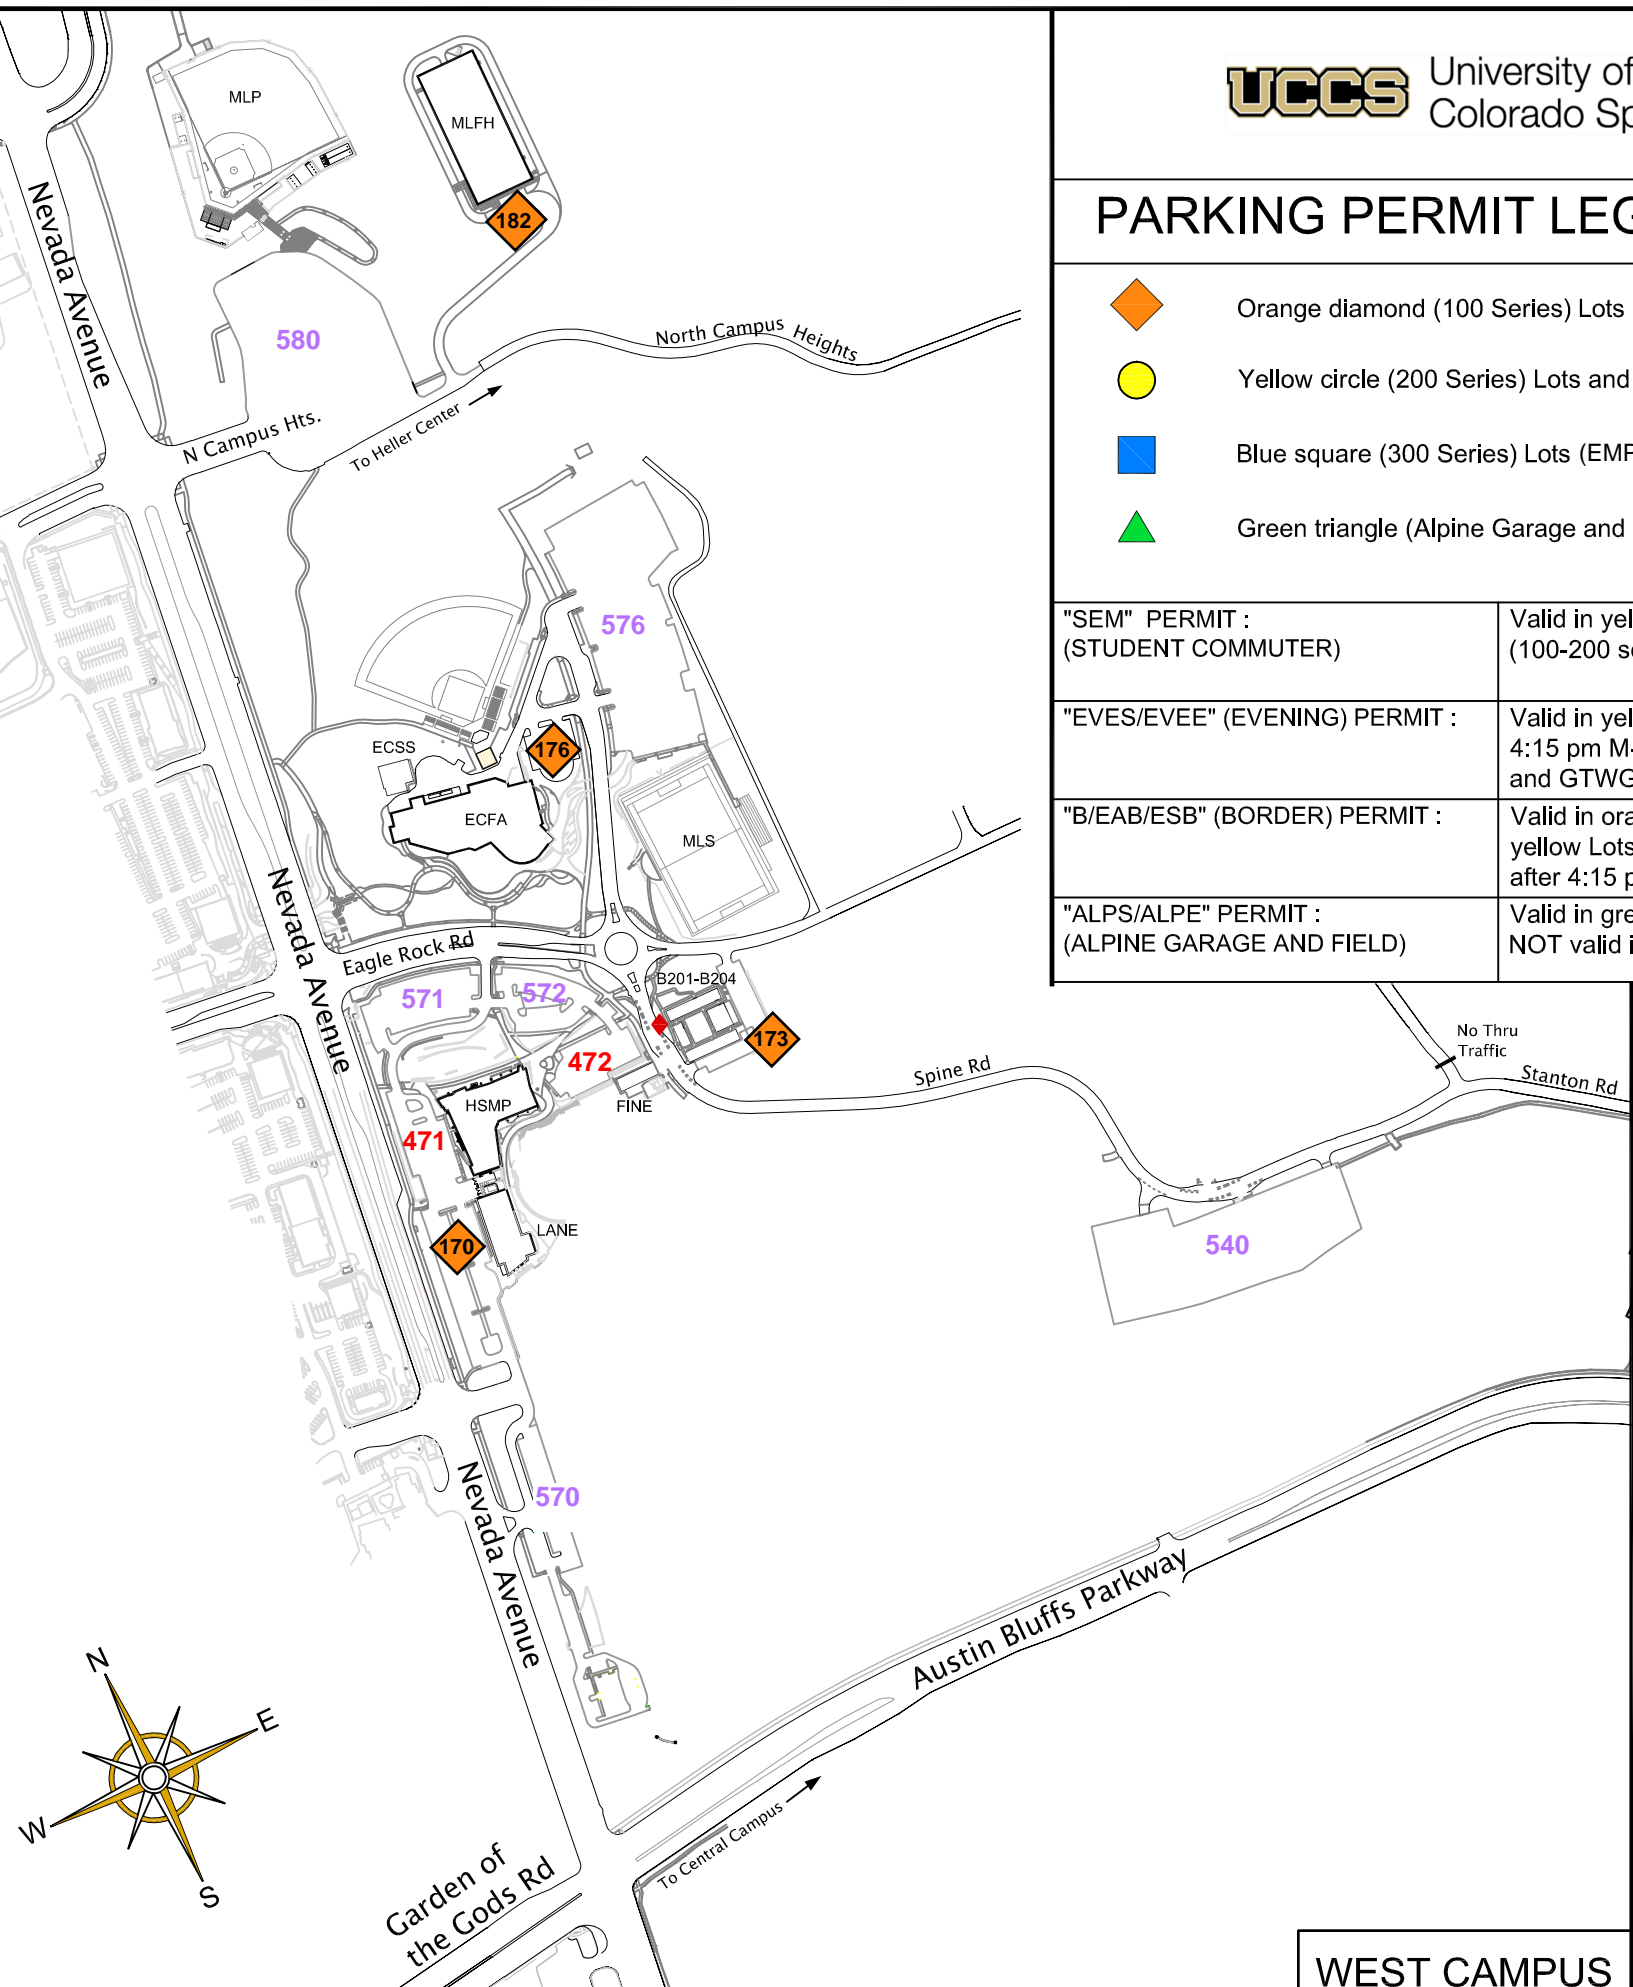 UCCS
University of
Colorado Sp
PARKING PERMIT LEG
Orange diamond (100 Series) Lots
Yellow circle (200 Series) Lots and
Blue square (300 Series) Lots (EMP
Green triangle (Alpine Garage and
"SEM" PERMIT :
(STUDENT COMMUTER)
Valid in yel
(100-200 se
"EVES/EVEE" (EVENING) PERMIT :
Valid in yel
4:15 pm M-
and GTWG
"B/EAB/ESB" (BORDER) PERMIT :
Valid in ora
yellow Lots
after 4:15 p
"ALPS/ALPE" PERMIT :
(ALPINE GARAGE AND FIELD)
Valid in gre
NOT valid i
MLP
MLFH
182
Nevada Avenue
580
North Campus Heights
N Campus Hts.
To Heller Center
576
ECSS
176
ECFA
MLS
Nevada Avenue
Eagle Rock Rd
B201-B204
571
572
173
472
No Thru
Traffic
Spine Rd
Stanton Rd
HSMP
FINE
471
LANE
170
540
570
Nevada Avenue
Austin Bluffs Parkway
N
E
W
S
To Central Campus
Garden of
the Gods Rd
WEST CAMPUS